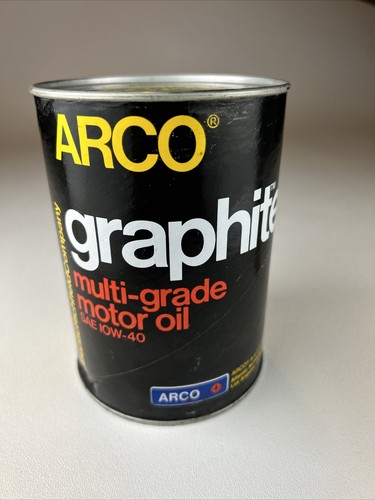 ARCO®
graphite
multi-grade
motor oil
SAE 10W-40
ARCO